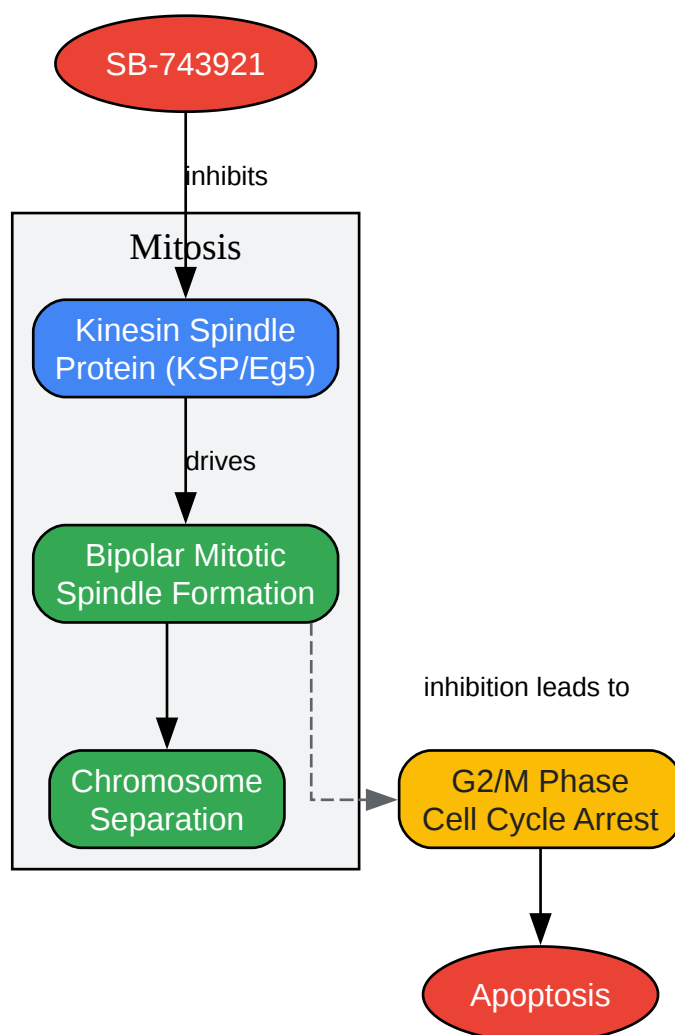 SB-743921
inhibits
Mitosis
Kinesin Spindle
Protein (KSP/Eg5)
drives
Bipolar Mitotic
Spindle Formation
inhibition leads to
Chromosome
Separation
G2/M Phase
Cell Cycle Arrest
Apoptosis